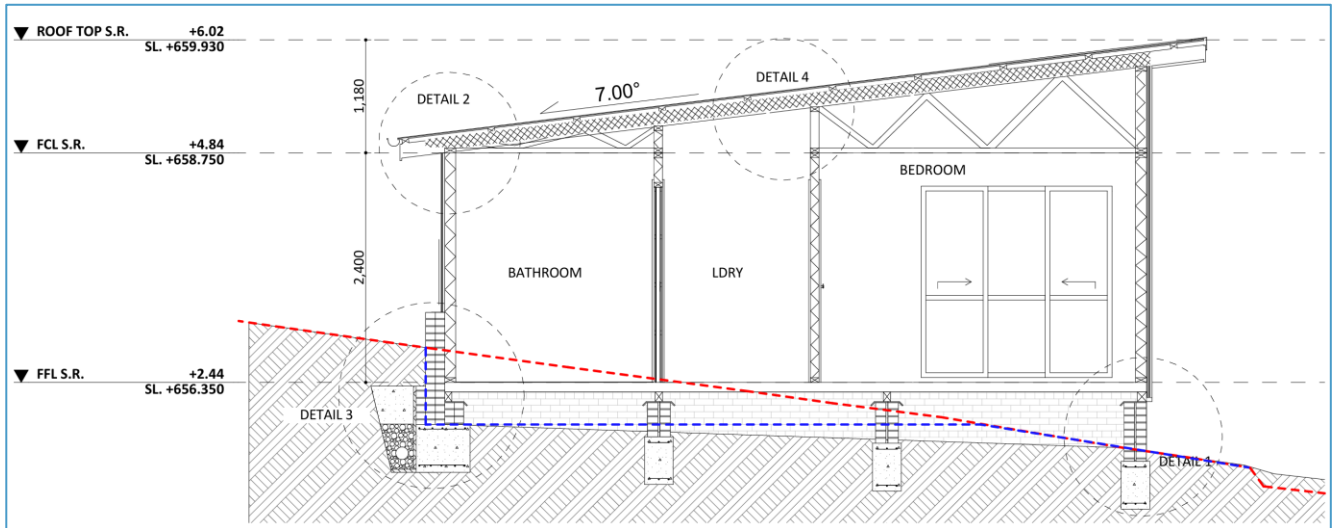 ROOF TOP S.R. +6.02
SL. +659.930
DETAIL 4
7.00°
DETAIL 2
1,180
FCL S.R. +4.84
SL. +658.750
BEDROOM
2,400
BATHROOM
LDRY
FFL S.R. +2.44
SL. +656.350
DETAIL 3
DETAIL 1